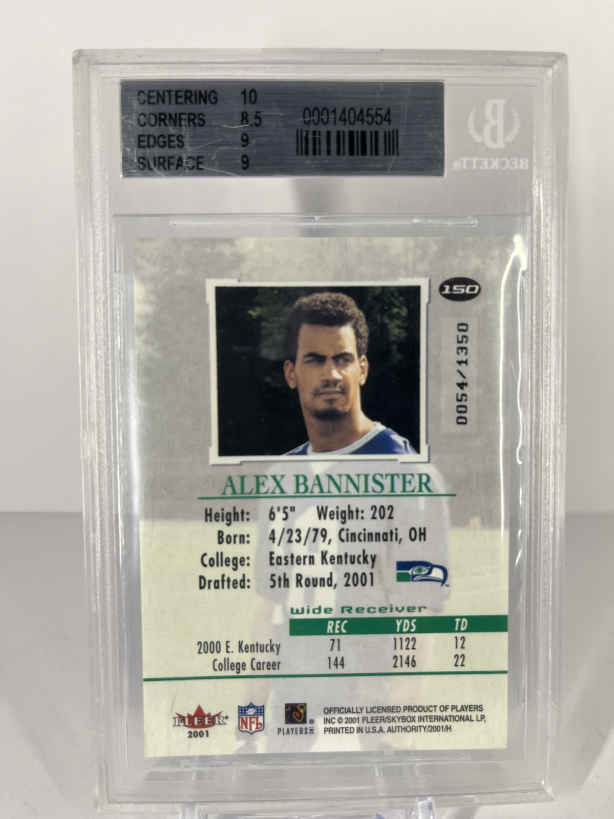 CENTERING 10
CORNERS 8.5
EDGES 9
SURFACE 9
0001404554
BECKETT
150
0054/1350
ALEX BANNISTER
Height: 6'5" Weight: 202
Born: 4/23/79, Cincinnati, OH
College: Eastern Kentucky
Drafted: 5th Round, 2001
Wide Receiver
REC YDS TD
2000 E. Kentucky 71 1122 12
College Career 144 2146 22
FLEER
2001
NFL
PLAYERS
OFFICIALLY LICENSED PRODUCT OF PLAYERS
INC © 2001 FLEER/SKYBOX INTERNATIONAL LP,
PRINTED IN U.S.A. AUTHORITY/2001/H